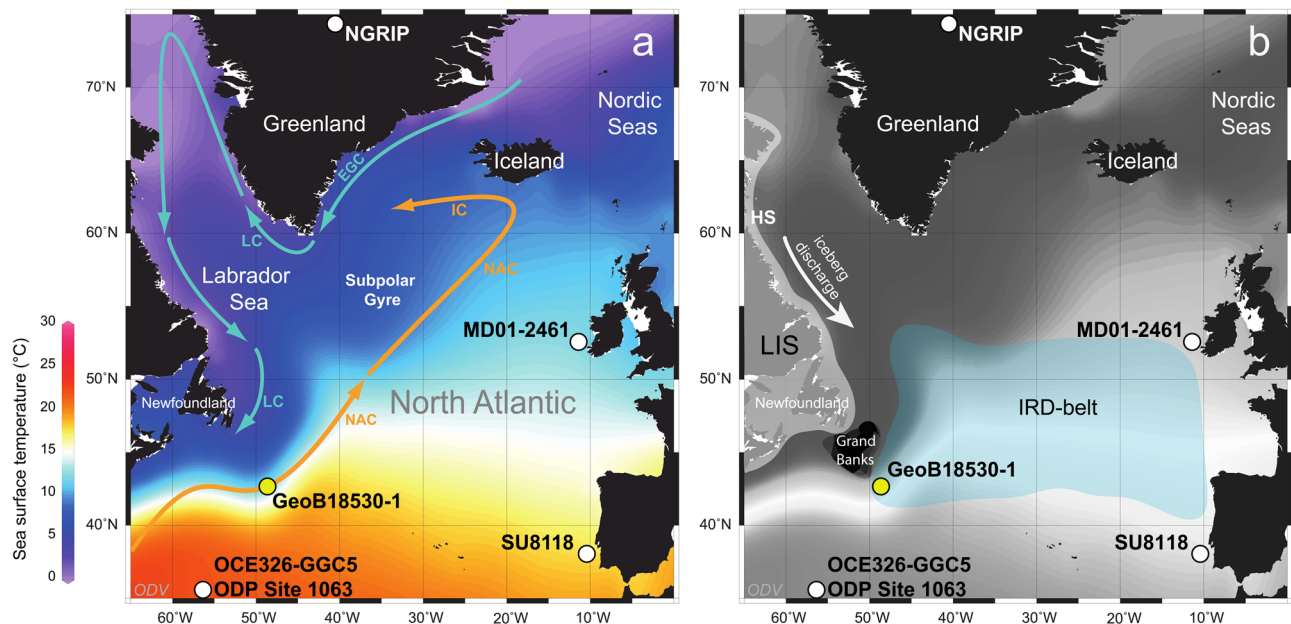 a
NGRIP
Greenland
Nordic
Seas
Iceland
EGC
IC
LC
NAC
Labrador
Sea
Subpolar
Gyre
MD01-2461
Newfoundland
LC
NAC
North Atlantic
GeoB18530-1
SU8118
OCE326-GGC5
ODP Site 1063
ODV
70°N
60°N
50°N
40°N
60°W
50°W
40°W
30°W
20°W
10°W
0°
Sea surface temperature (°C)
30
25
20
15
10
5
0
b
NGRIP
Greenland
Nordic
Seas
Iceland
HS
iceberg
discharge
MD01-2461
LIS
Newfoundland
IRD-belt
Grand
Banks
GeoB18530-1
SU8118
OCE326-GGC5
ODP Site 1063
ODV
70°N
60°N
50°N
40°N
60°W
50°W
40°W
30°W
20°W
10°W
0°